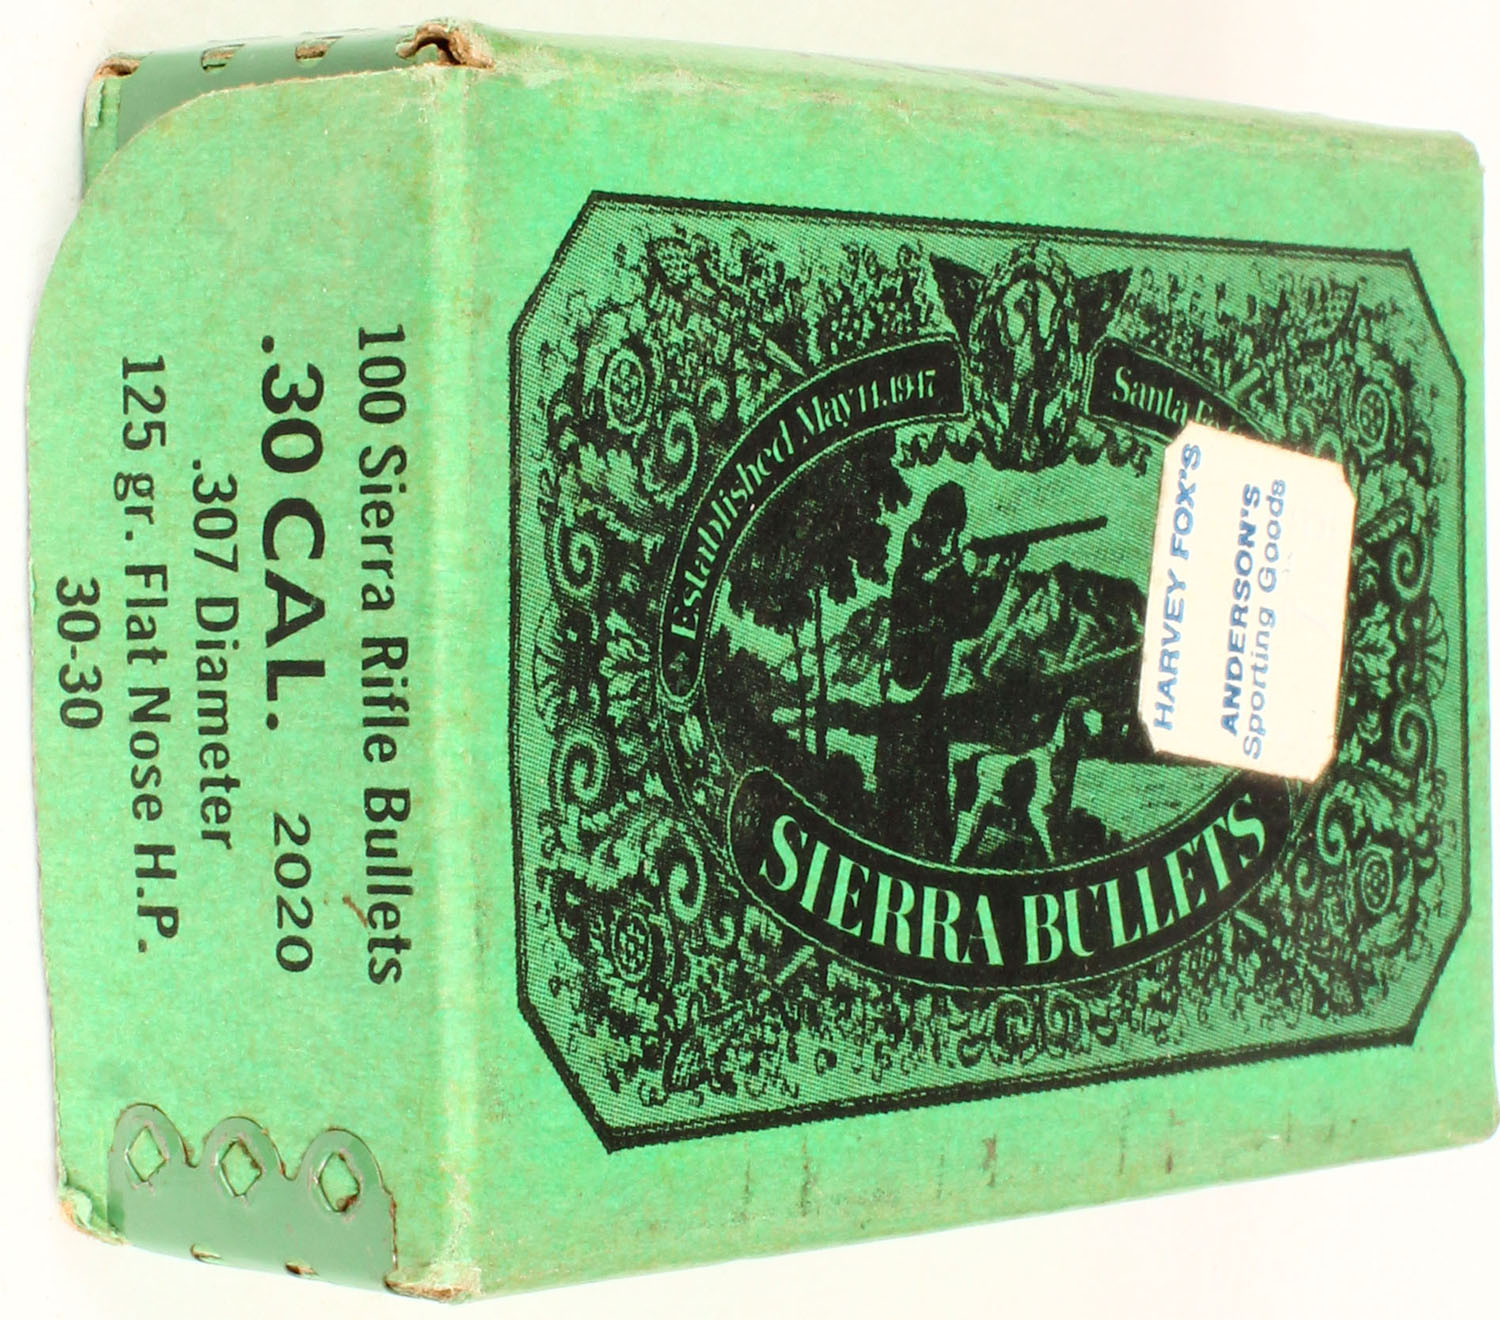 100 Sierra Rifle Bullets
.30 CAL. 2020
.307 Diameter
125 gr. Flat Nose H.P.
30-30
Established May 11, 1947
Santa
SIERRA BULLETS
HARVEY FOX'S
ANDERSON'S
Sporting Goods